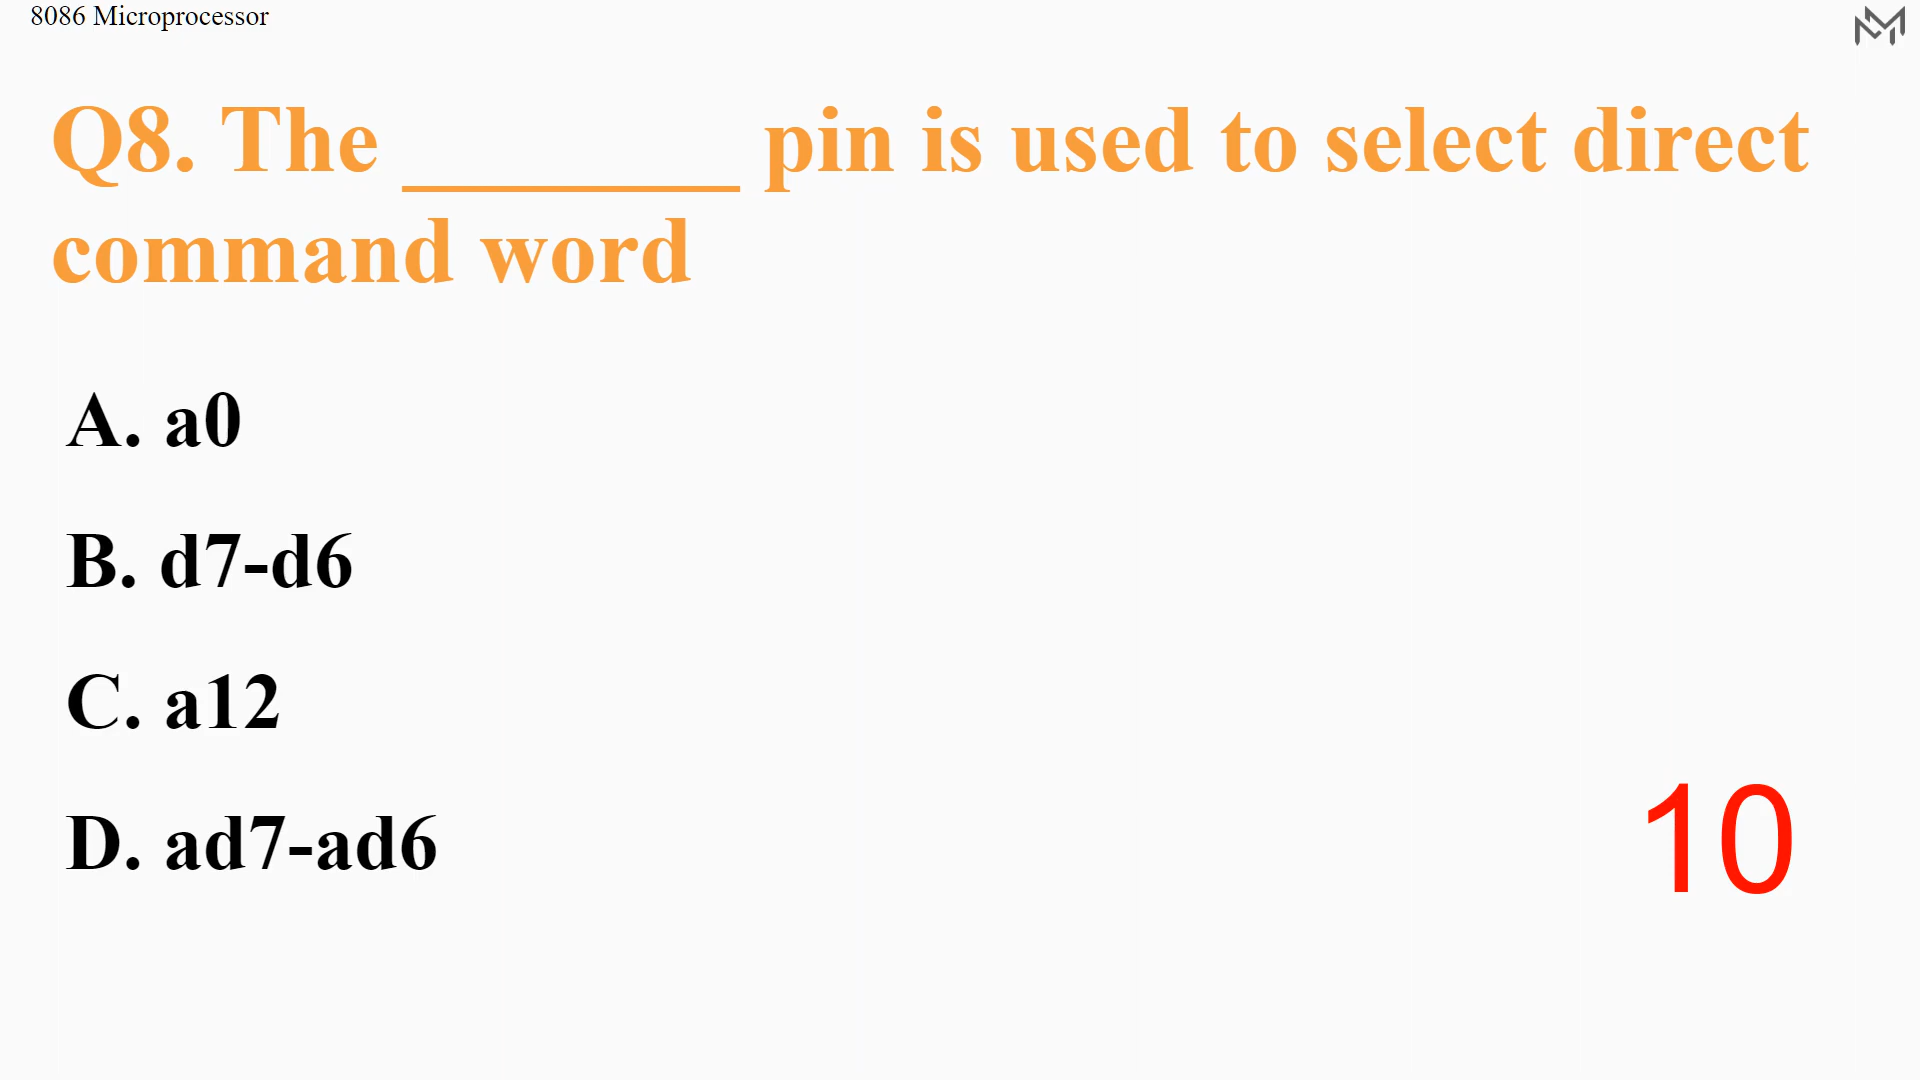 8086 Microprocessor
Q8. The ________ pin is used to select direct
command word
A. a0
B. d7-d6
C. a12
D. ad7-ad6
10